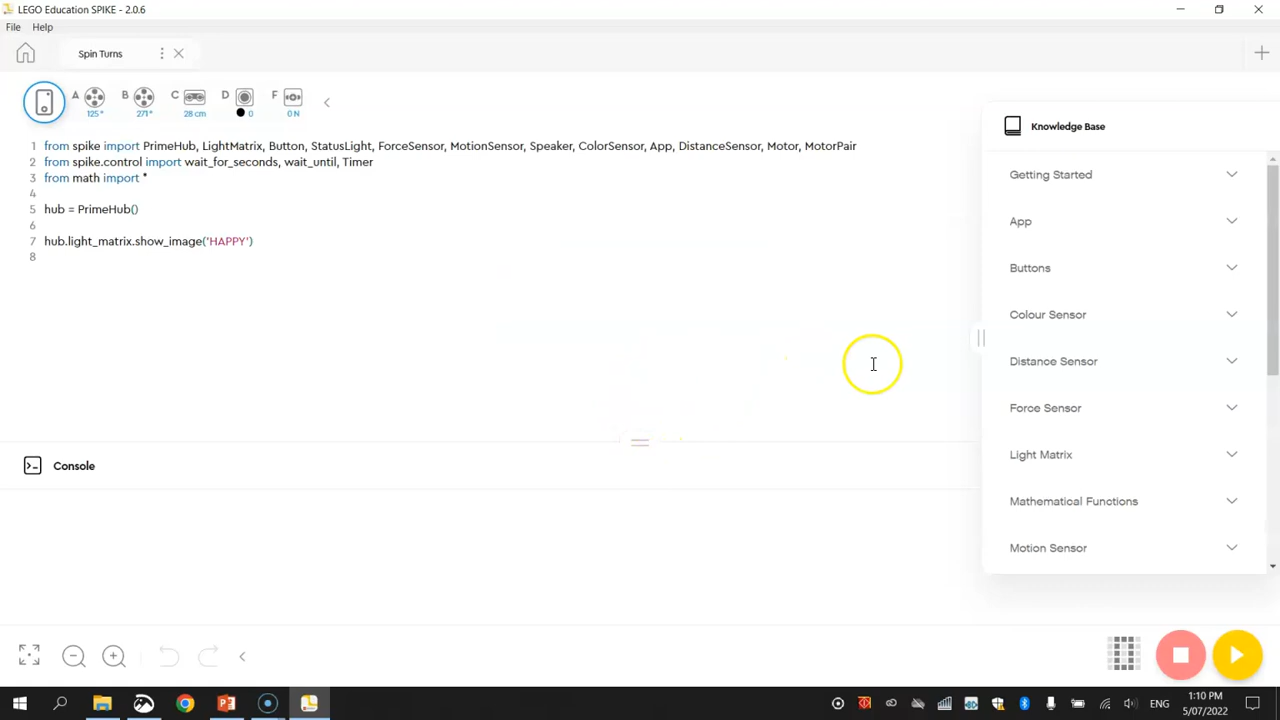 LEGO Education SPIKE - 2.0.6
File Help
Spin Turns
A B C D F
125° 271° 28 cm 0 0 N
1 from spike import PrimeHub, LightMatrix, Button, StatusLight, ForceSensor, MotionSensor, Speaker, ColorSensor, App, DistanceSensor, Motor, MotorPair
2 from spike.control import wait_for_seconds, wait_until, Timer
3 from math import *
4
5 hub = PrimeHub()
6
7 hub.light_matrix.show_image('HAPPY')
8
Knowledge Base
Getting Started
App
Buttons
Colour Sensor
Distance Sensor
Force Sensor
Light Matrix
Mathematical Functions
Motion Sensor
Console
ENG
1:10 PM
5/07/2022